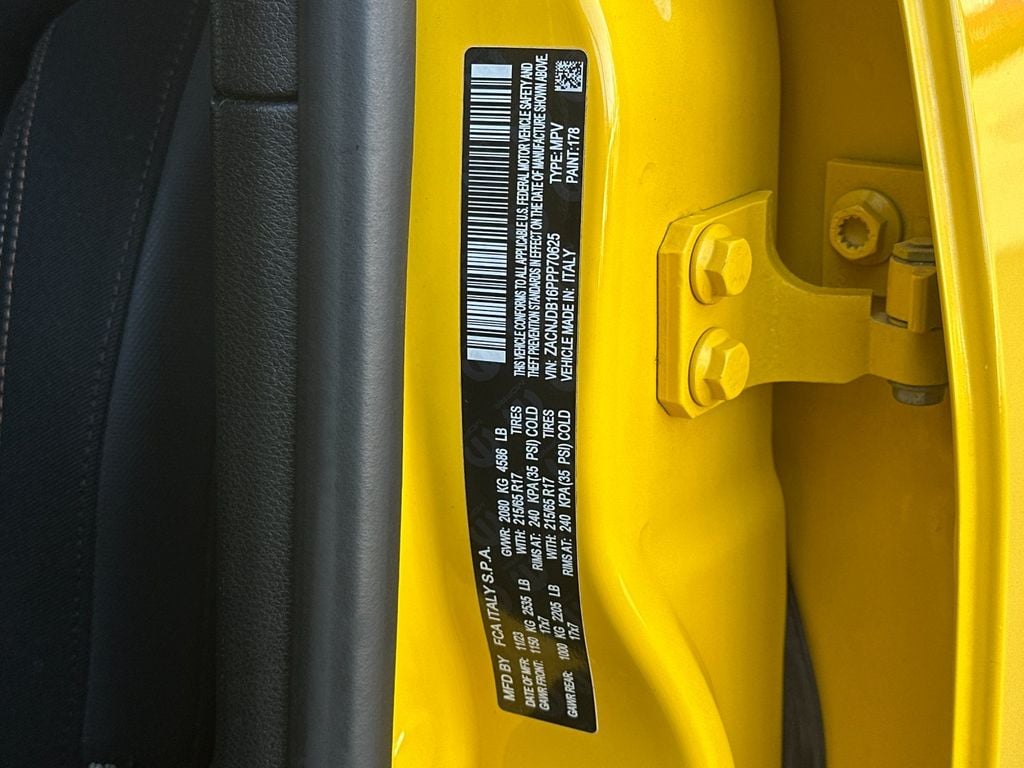 MFD BY FCA ITALY S.P.A.
DATE OF MFR: 11/23 GVWR: 2080 KG 4586 LB
GAWR FRONT: 1150 KG 2535 LB WITH: 215/65 R17 TIRES
17x7 RIMS AT: 240 KPA(35 PSI) COLD
GAWR REAR: 1000 KG 2205 LB WITH: 215/65 R17 TIRES
17x7 RIMS AT: 240 KPA(35 PSI) COLD
THIS VEHICLE CONFORMS TO ALL APPLICABLE U.S. FEDERAL MOTOR VEHICLE SAFETY AND
THEFT PREVENTION STANDARDS IN EFFECT ON THE DATE OF MANUFACTURE SHOWN ABOVE.
VIN: ZACNJDB16PPP70625 TYPE: MPV
VEHICLE MADE IN: ITALY PAINT: 178